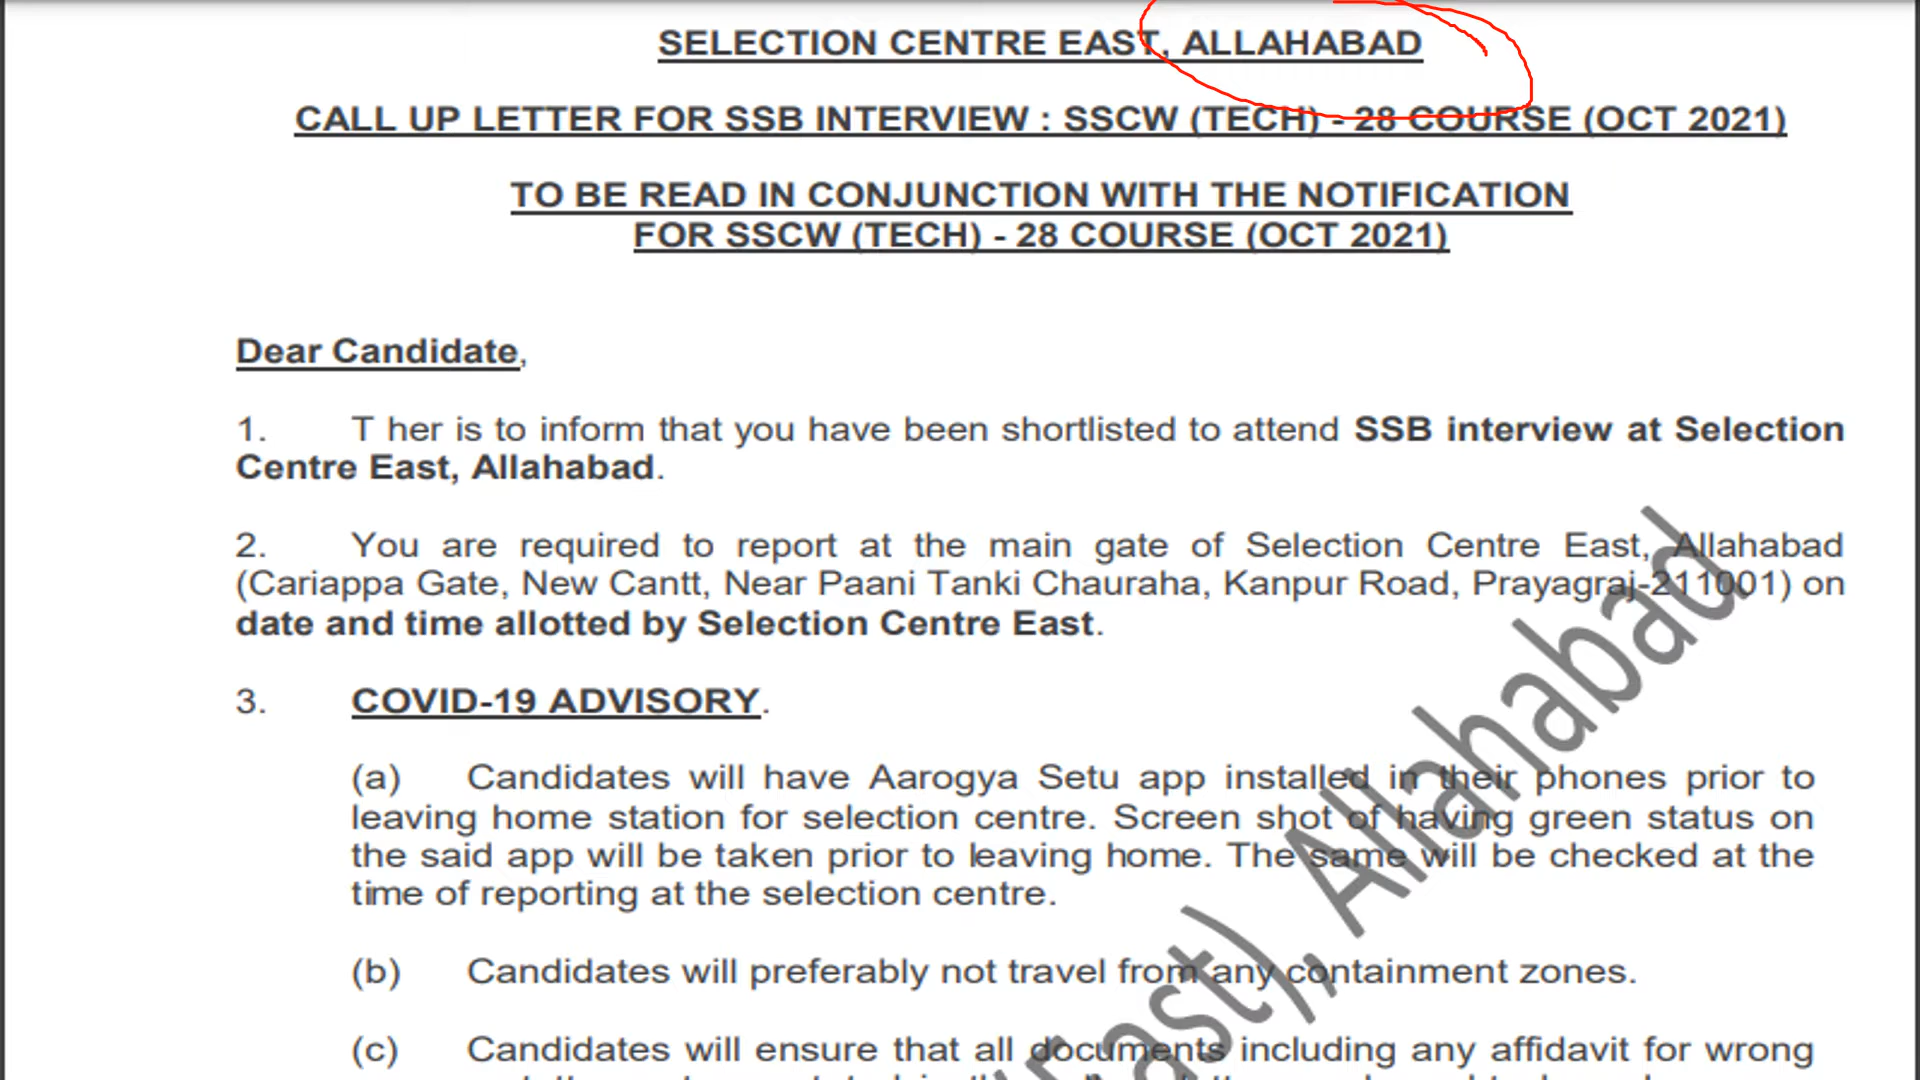 SELECTION CENTRE EAST, ALLAHABAD
CALL UP LETTER FOR SSB INTERVIEW : SSCW (TECH) - 28 COURSE (OCT 2021)
TO BE READ IN CONJUNCTION WITH THE NOTIFICATION
FOR SSCW (TECH) - 28 COURSE (OCT 2021)
Dear Candidate,
1. T her is to inform that you have been shortlisted to attend SSB interview at Selection
Centre East, Allahabad.
2. You are required to report at the main gate of Selection Centre East, Allahabad
(Cariappa Gate, New Cantt, Near Paani Tanki Chauraha, Kanpur Road, Prayagraj-211001) on
date and time allotted by Selection Centre East.
3. COVID-19 ADVISORY.
(a) Candidates will have Aarogya Setu app installed in their phones prior to
leaving home station for selection centre. Screen shot of having green status on
the said app will be taken prior to leaving home. The same will be checked at the
time of reporting at the selection centre.
(b) Candidates will preferably not travel from any containment zones.
(c) Candidates will ensure that all documents including any affidavit for wrong
East), Allahabad